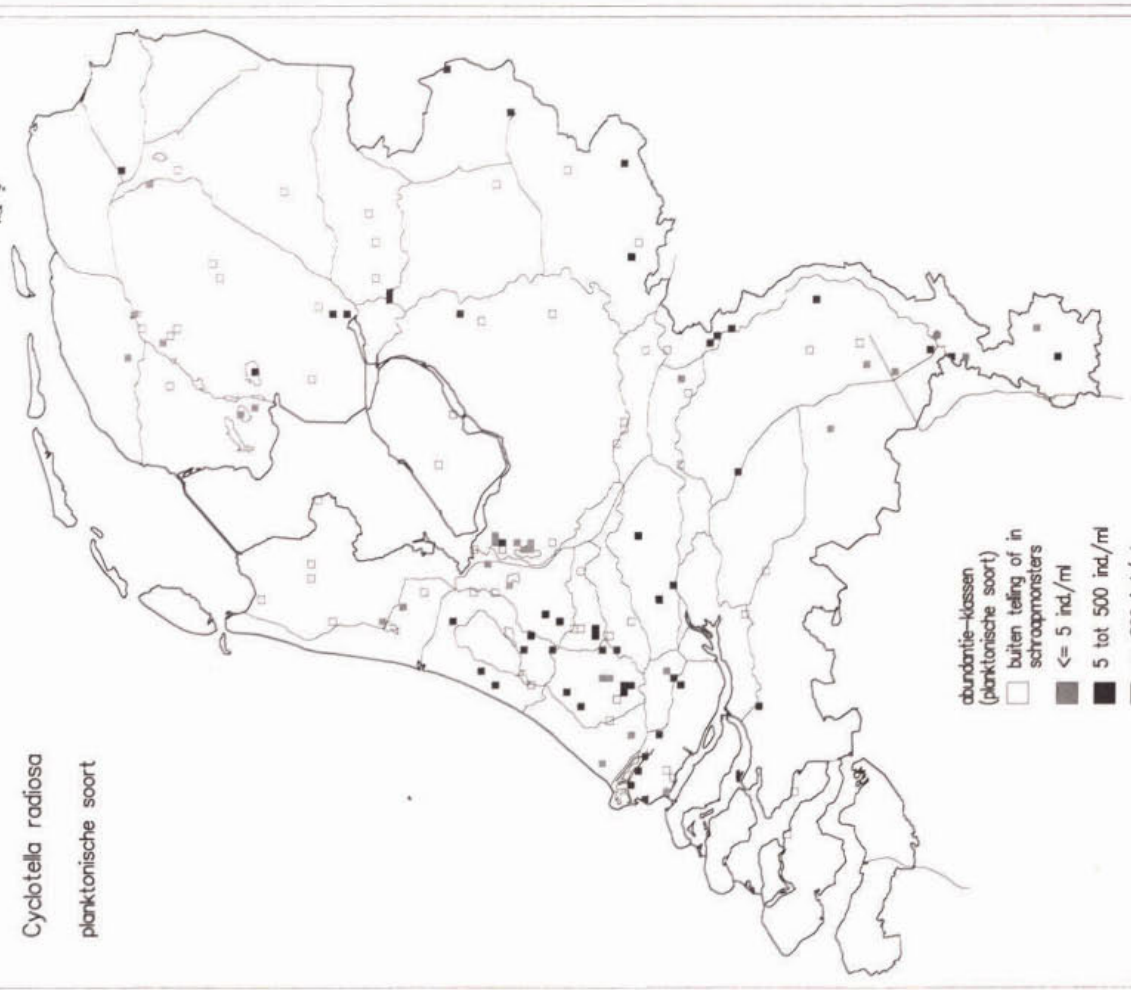 Cyclotella radiosa
planktonische soort
abundantie-klassen
(planktonische soort)
buiten telling of in
schraapmonsters
<= 5 ind./ml
5 tot 500 ind./ml